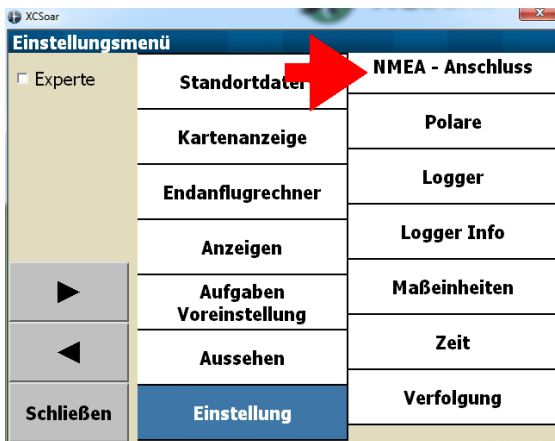 XCSoar
Einstellungsmenü
Experte
Standortdatei
Kartenanzeige
Endanflugrechner
Anzeigen
Aufgaben
Voreinstellung
Aussehen
Einstellung
NMEA - Anschluss
Polare
Logger
Logger Info
Maßeinheiten
Zeit
Verfolgung
Schließen